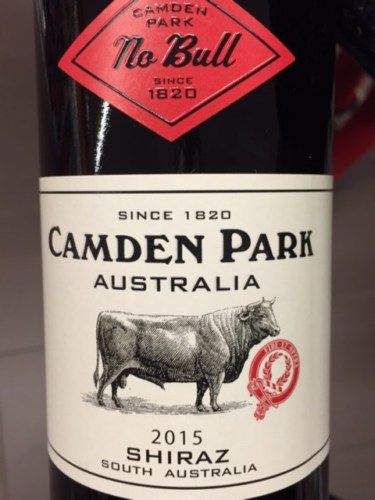 CAMDEN
PARK
No Bull
SINCE
1820
SINCE 1820
CAMDEN PARK
AUSTRALIA
2015
SHIRAZ
SOUTH AUSTRALIA